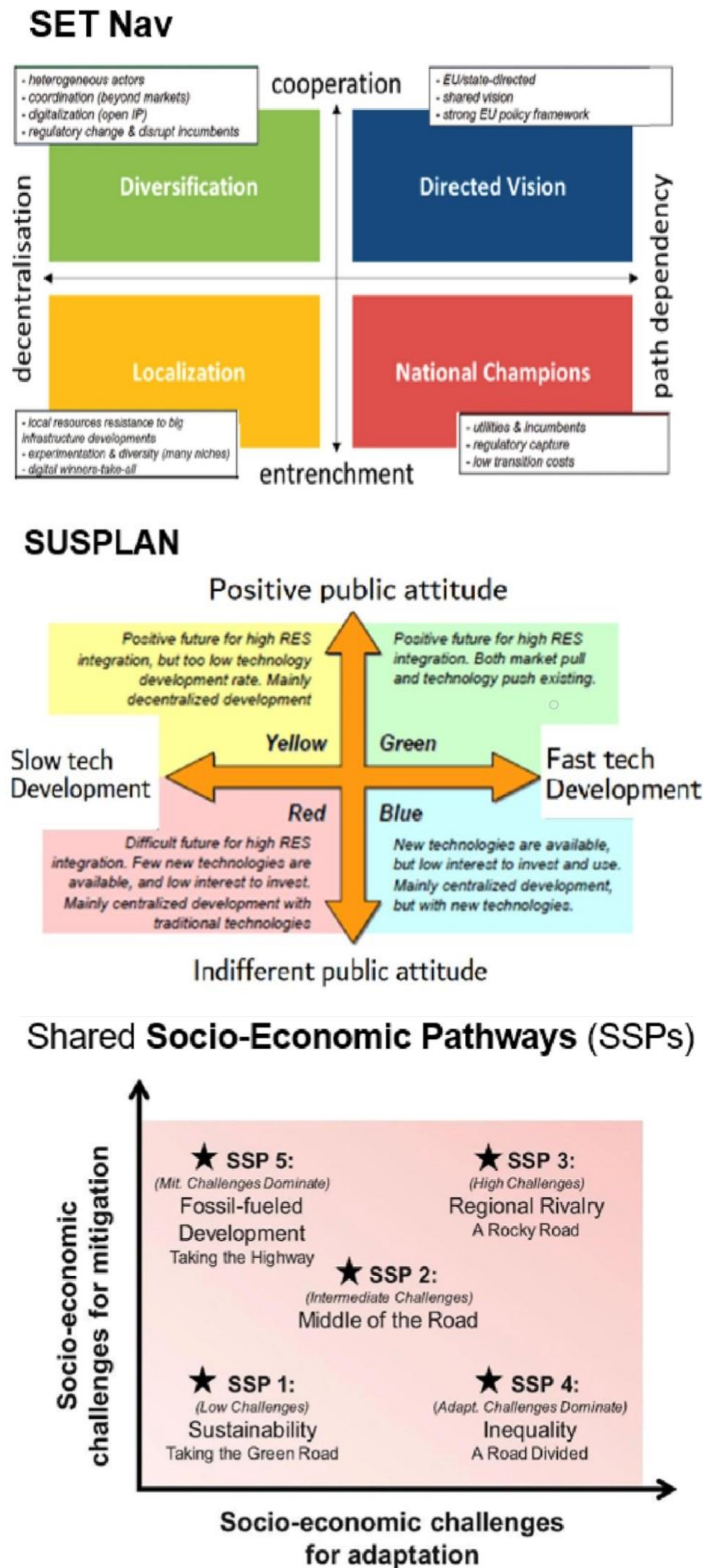 SET Nav
- heterogeneous actors
- coordination (beyond markets)
- digitalization (open IP)
- regulatory change & disrupt incumbents
cooperation
- EU/state-directed
- shared vision
- strong EU policy framework
decentralisation
Diversification
Directed Vision
path dependency
Localization
National Champions
- local resources resistance to big
infrastructure developments
- experimentation & diversity (many niches)
- digital winners-take-all
entrenchment
- utilities & incumbents
- regulatory capture
- low transition costs
SUSPLAN
Positive public attitude
Positive future for high RES
integration, but too low technology
development rate. Mainly
decentralized development
Positive future for high RES
integration. Both market pull
and technology push existing.
Yellow
Green
Slow tech
Development
Fast tech
Development
Red
Blue
Difficult future for high RES
integration. Few new technologies are
available, and low interest to invest.
Mainly centralized development with
traditional technologies
New technologies are available,
but low interest to invest and use.
Mainly centralized development,
but with new technologies.
Indifferent public attitude
Shared Socio-Economic Pathways (SSPs)
Socio-economic
challenges for mitigation
SSP 5:
(Mit. Challenges Dominate)
Fossil-fueled
Development
Taking the Highway
SSP 3:
(High Challenges)
Regional Rivalry
A Rocky Road
SSP 2:
(Intermediate Challenges)
Middle of the Road
SSP 1:
(Low Challenges)
Sustainability
Taking the Green Road
SSP 4:
(Adapt. Challenges Dominate)
Inequality
A Road Divided
Socio-economic challenges
for adaptation